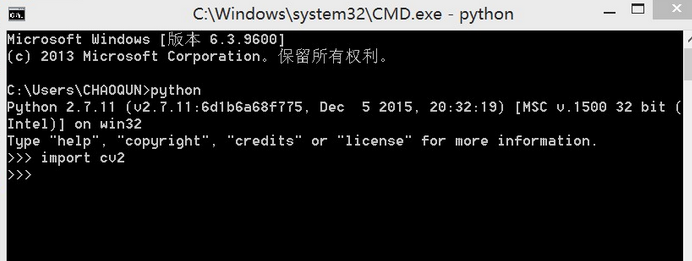 C:\Windows\system32\CMD.exe - python
Microsoft Windows [版本 6.3.9600]
(c) 2013 Microsoft Corporation。保留所有权利。
C:\Users\CHAOQUN>python
Python 2.7.11 (v2.7.11:6d1b6a68f775, Dec  5 2015, 20:32:19) [MSC v.1500 32 bit (
Intel)] on win32
Type "help", "copyright", "credits" or "license" for more information.
>>> import cv2
>>>